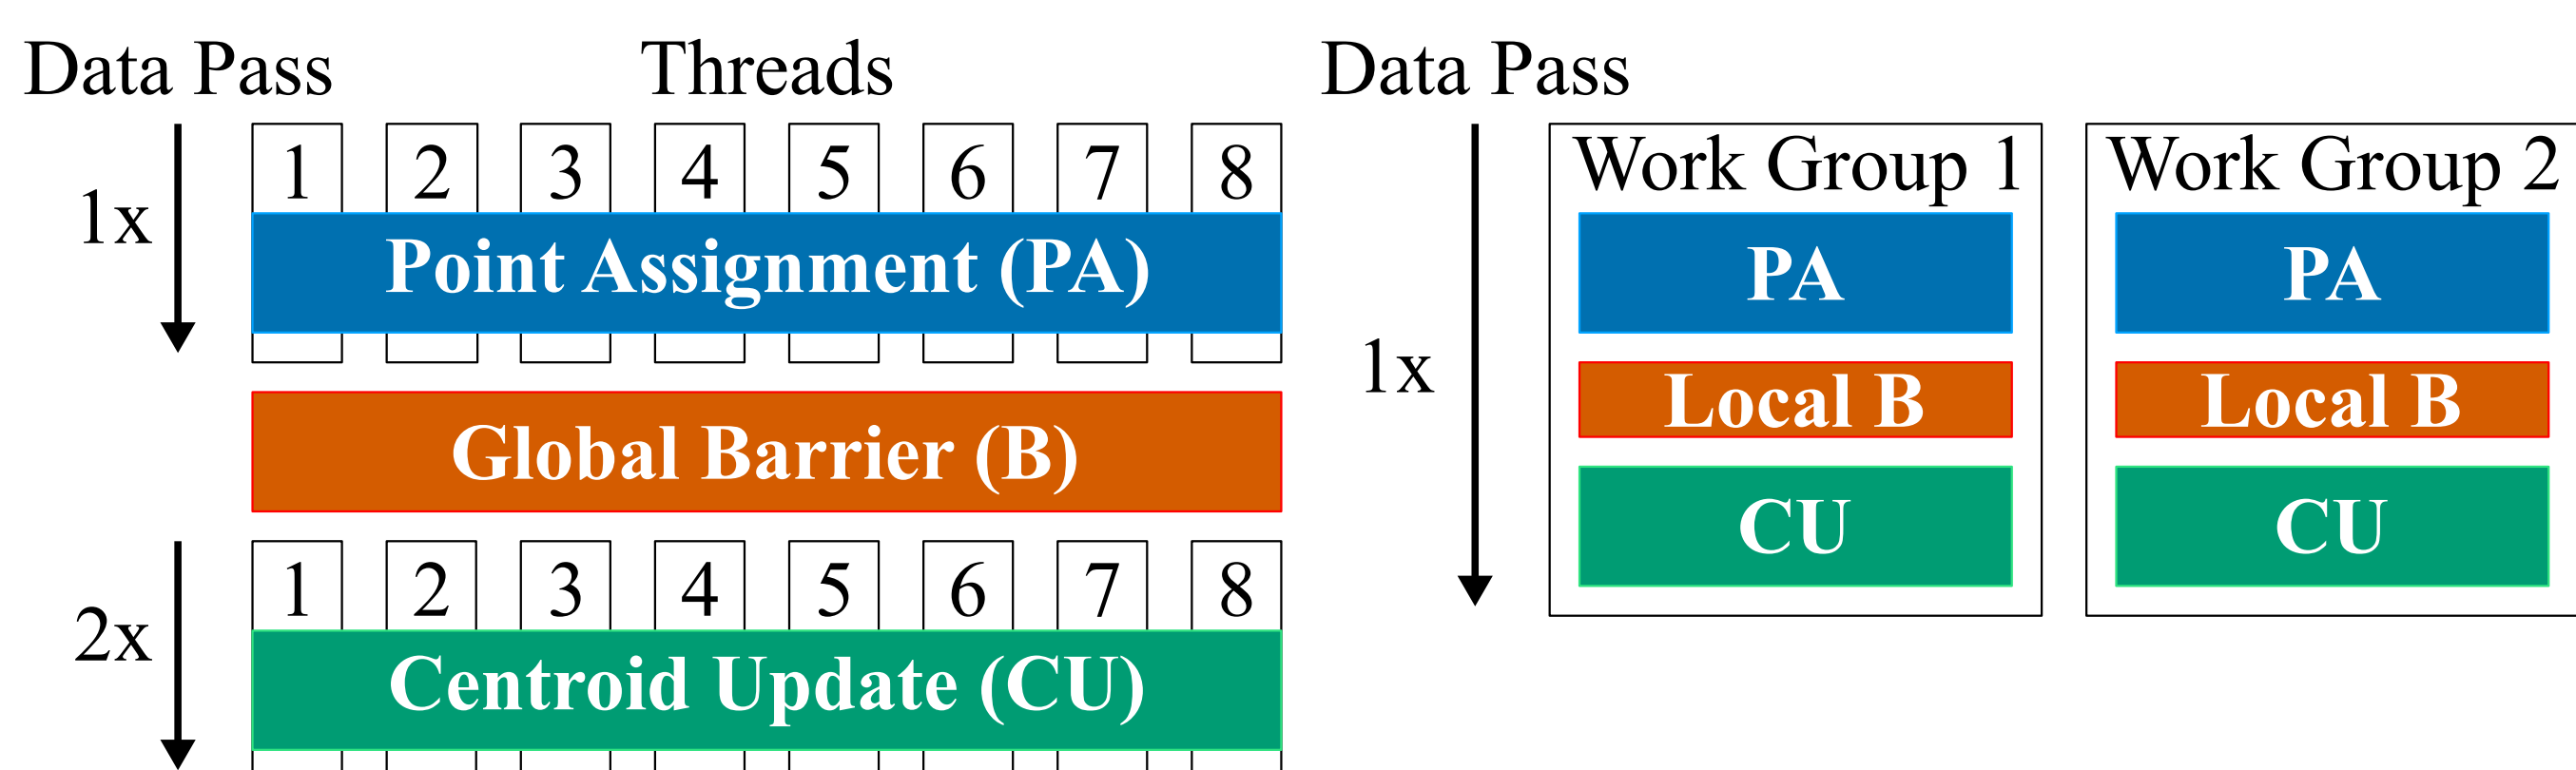 Data Pass
Threads
1x
1 2 3 4 5 6 7 8
Point Assignment (PA)
Global Barrier (B)
2x
1 2 3 4 5 6 7 8
Centroid Update (CU)
Data Pass
1x
Work Group 1
PA
Local B
CU
Work Group 2
PA
Local B
CU